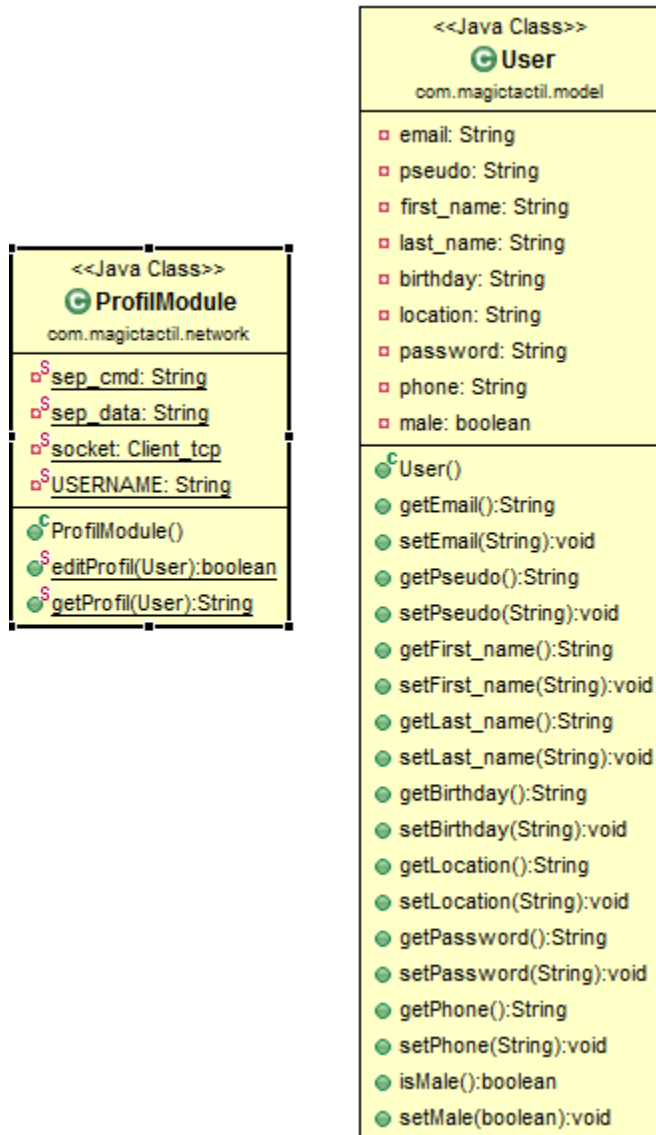 <<Java Class>>
ProfilModule
com.magictactil.network
sep_cmd: String
sep_data: String
socket: Client_tcp
USERNAME: String
ProfilModule()
editProfil(User):boolean
getProfil(User):String
<<Java Class>>
User
com.magictactil.model
email: String
pseudo: String
first_name: String
last_name: String
birthday: String
location: String
password: String
phone: String
male: boolean
User()
getEmail():String
setEmail(String):void
getPseudo():String
setPseudo(String):void
getFirst_name():String
setFirst_name(String):void
getLast_name():String
setLast_name(String):void
getBirthday():String
setBirthday(String):void
getLocation():String
setLocation(String):void
getPassword():String
setPassword(String):void
getPhone():String
setPhone(String):void
isMale():boolean
setMale(boolean):void